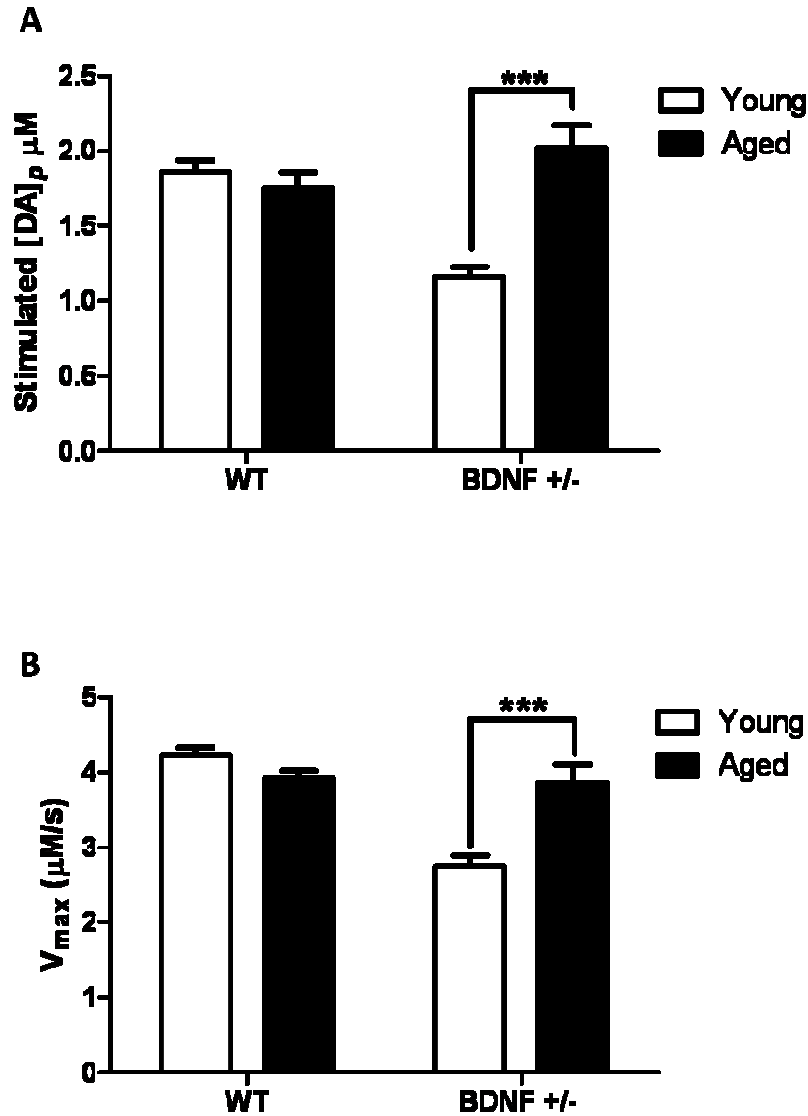 A
Stimulated [DA]p μM
2.5
2.0
1.5
1.0
0.5
0.0
***
Young
Aged
WT
BDNF +/-
B
Vmax (μM/s)
5
4
3
2
1
0
***
Young
Aged
WT
BDNF +/-